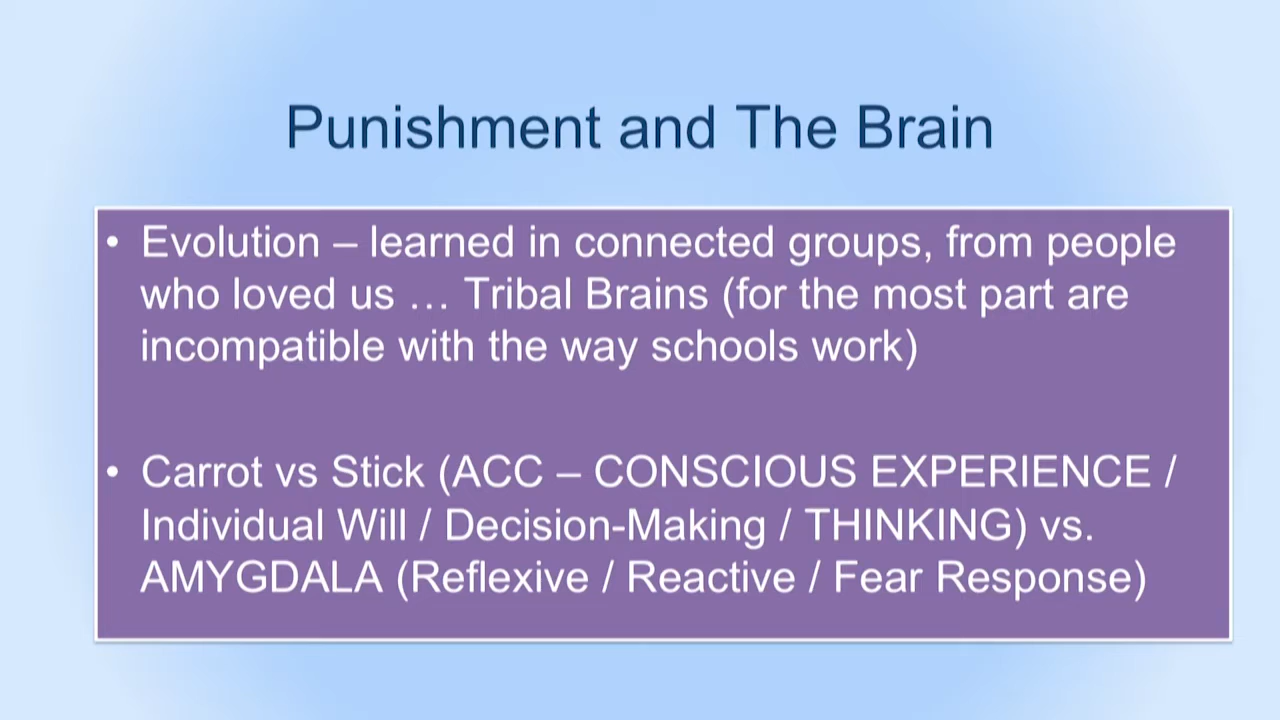 Punishment and The Brain
• Evolution – learned in connected groups, from people
who loved us … Tribal Brains (for the most part are
incompatible with the way schools work)
• Carrot vs Stick (ACC – CONSCIOUS EXPERIENCE /
Individual Will / Decision-Making / THINKING) vs.
AMYGDALA (Reflexive / Reactive / Fear Response)